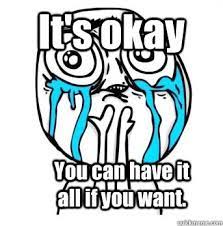 It's okay
You can have it
all if you want.
quickmeme.com